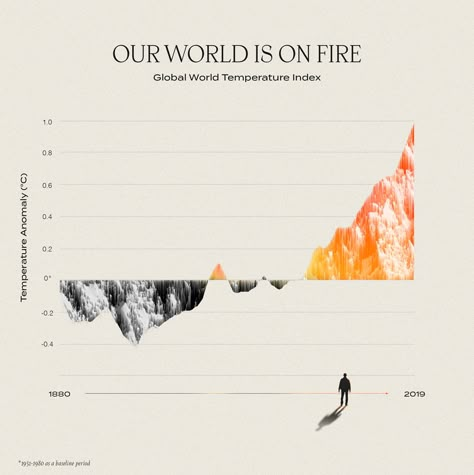 OUR WORLD IS ON FIRE
Global World Temperature Index
Temperature Anomaly (°C)
1.0
0.8
0.6
0.4
0.2
0*
-0.2
-0.4
1880
2019
*1951-1980 as a baseline period